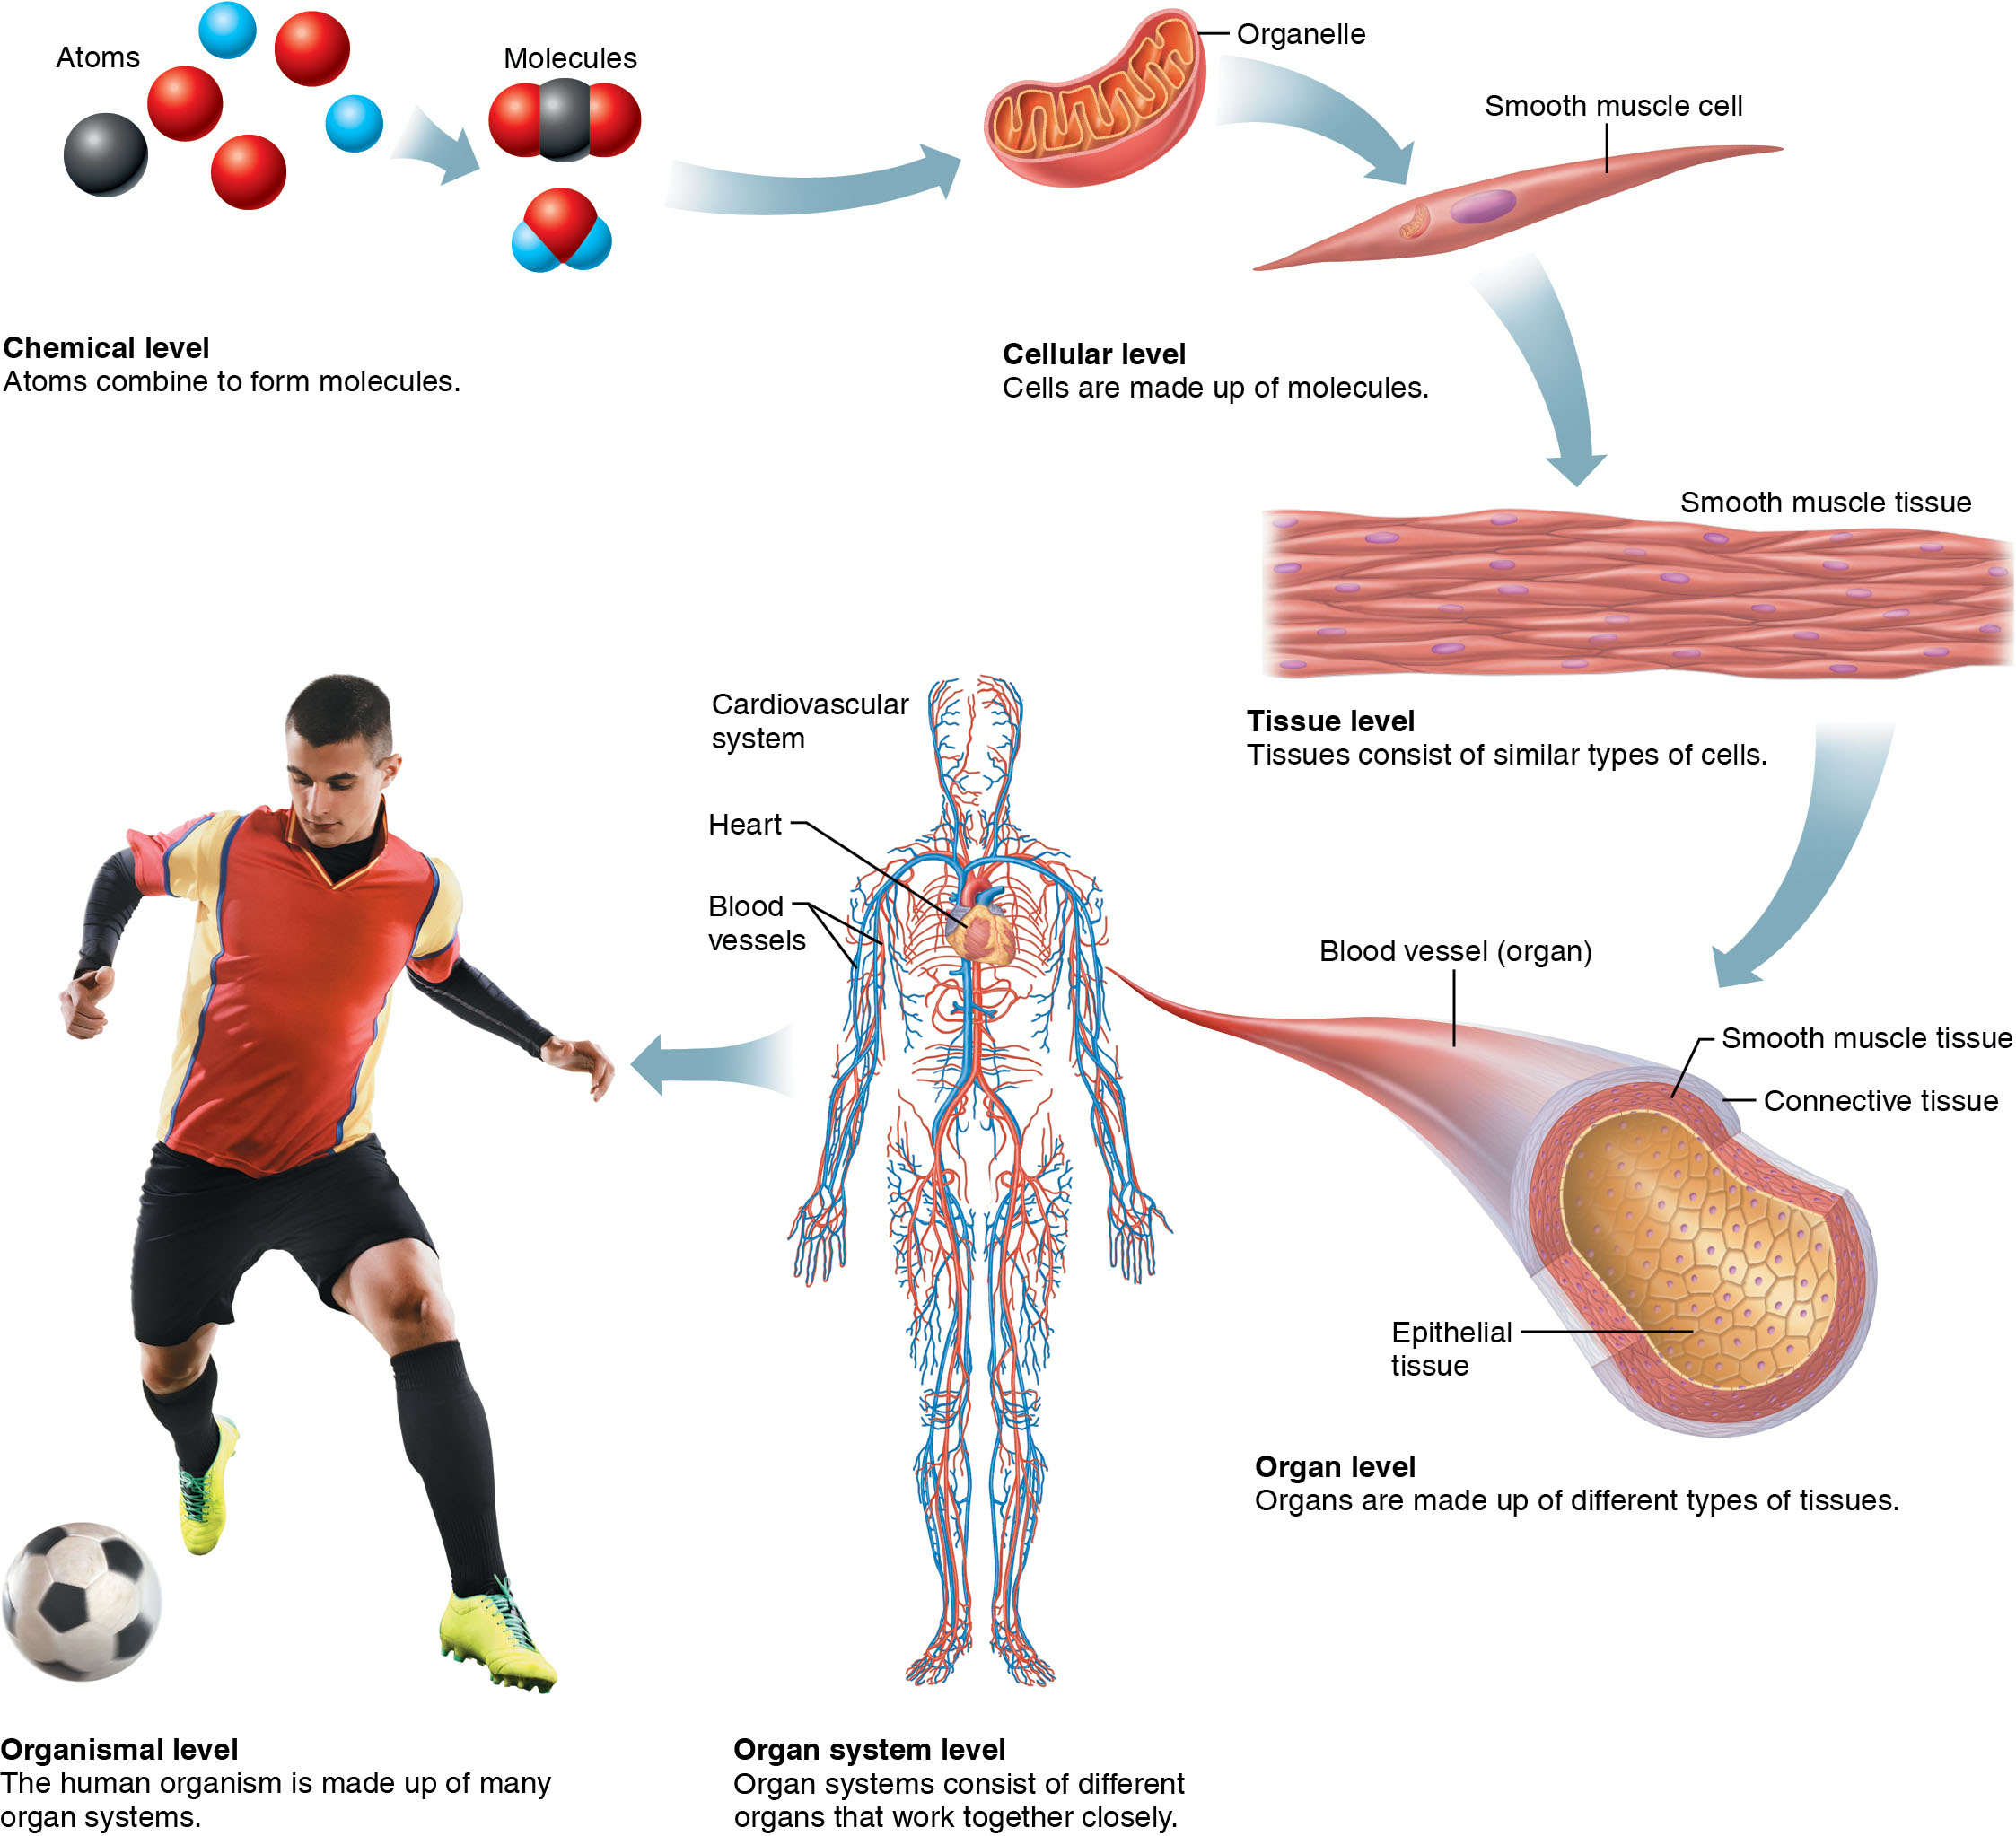 Atoms
Molecules
Chemical level
Atoms combine to form molecules.
Organelle
Smooth muscle cell
Cellular level
Cells are made up of molecules.
Smooth muscle tissue
Tissue level
Tissues consist of similar types of cells.
Cardiovascular
system
Heart
Blood
vessels
Blood vessel (organ)
Smooth muscle tissue
Connective tissue
Epithelial
tissue
Organ level
Organs are made up of different types of tissues.
Organismal level
The human organism is made up of many
organ systems.
Organ system level
Organ systems consist of different
organs that work together closely.